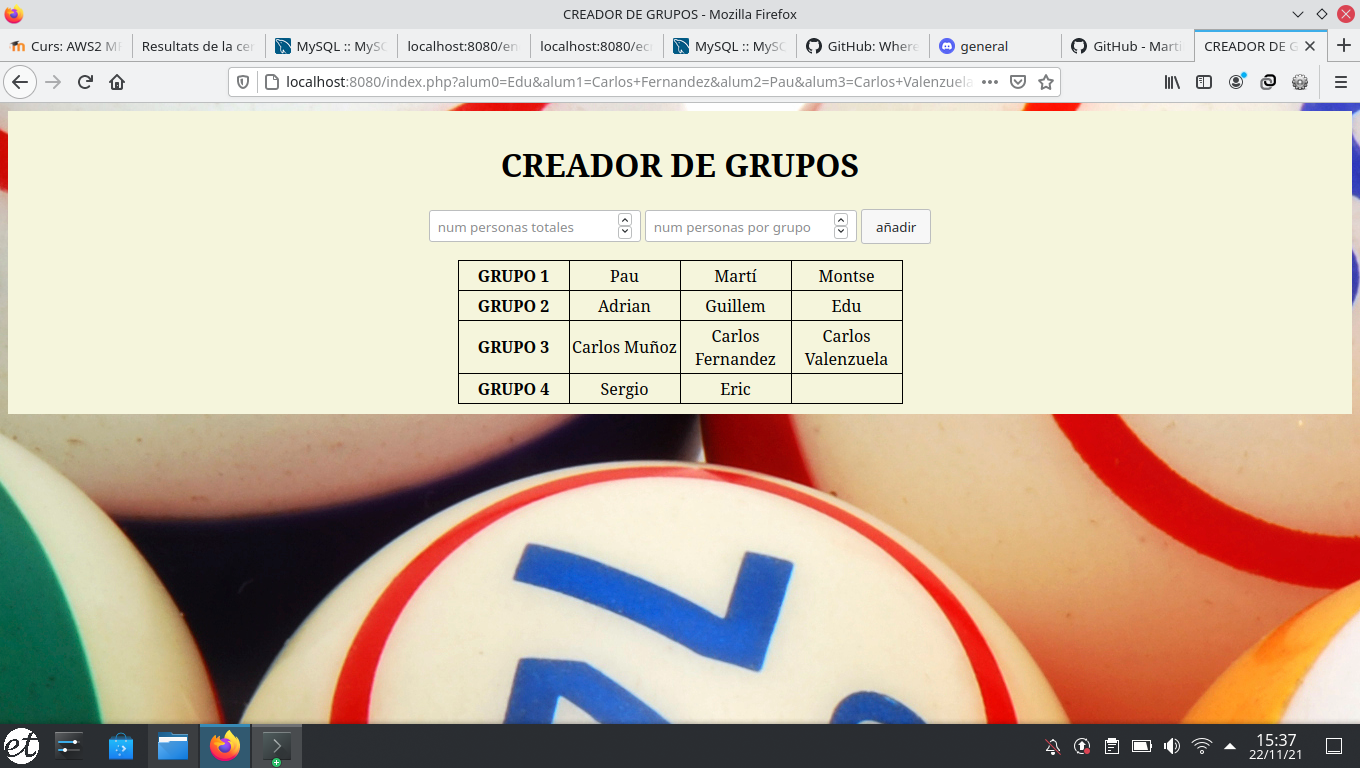 CREADOR DE GRUPOS - Mozilla Firefox
Curs: AWS2 M
Resultats de la ce
MySQL :: MyS
localhost:8080/en
localhost:8080/ec
MySQL :: MyS
GitHub: Where
general
GitHub - Mart
CREADOR DE G
localhost:8080/index.php?alum0=Edu&alum1=Carlos+Fernandez&alum2=Pau&alum3=Carlos+Valenzuela
CREADOR DE GRUPOS
num personas totales
num personas por grupo
añadir
GRUPO 1 Pau Martí Montse
GRUPO 2 Adrian Guillem Edu
GRUPO 3 Carlos Muñoz Carlos Fernandez Carlos Valenzuela
GRUPO 4 Sergio Eric
et
15:37
22/11/21